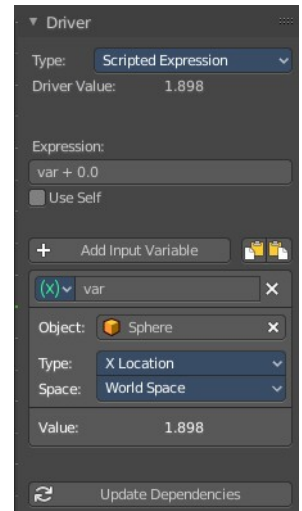 Driver
Type: Scripted Expression
Driver Value: 1.898
Expression:
var + 0.0
Use Self
Add Input Variable
(x) var
Object: Sphere
Type: X Location
Space: World Space
Value: 1.898
Update Dependencies